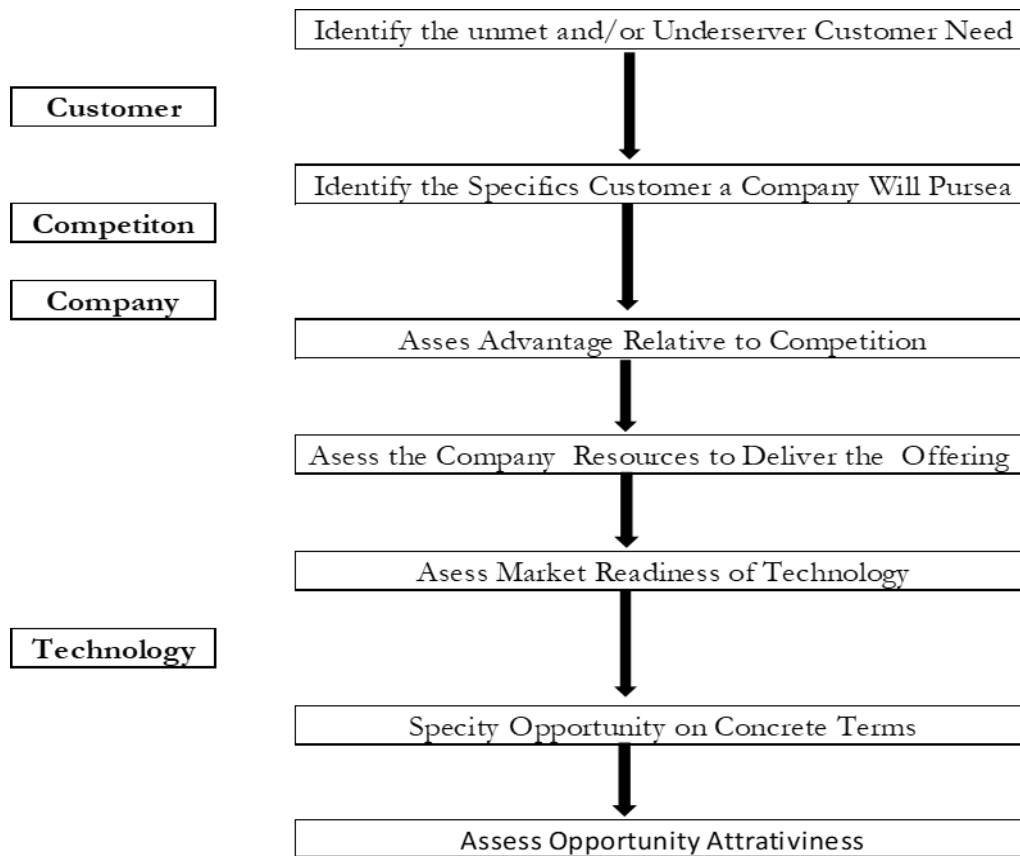 Identify the unmet and/or Underserver Customer Need
Customer
Identify the Specifics Customer a Company Will Pursea
Competiton
Company
Asses Advantage Relative to Competition
Asess the Company Resources to Deliver the Offering
Asess Market Readiness of Technology
Technology
Specity Opportunity on Concrete Terms
Assess Opportunity Attrativiness